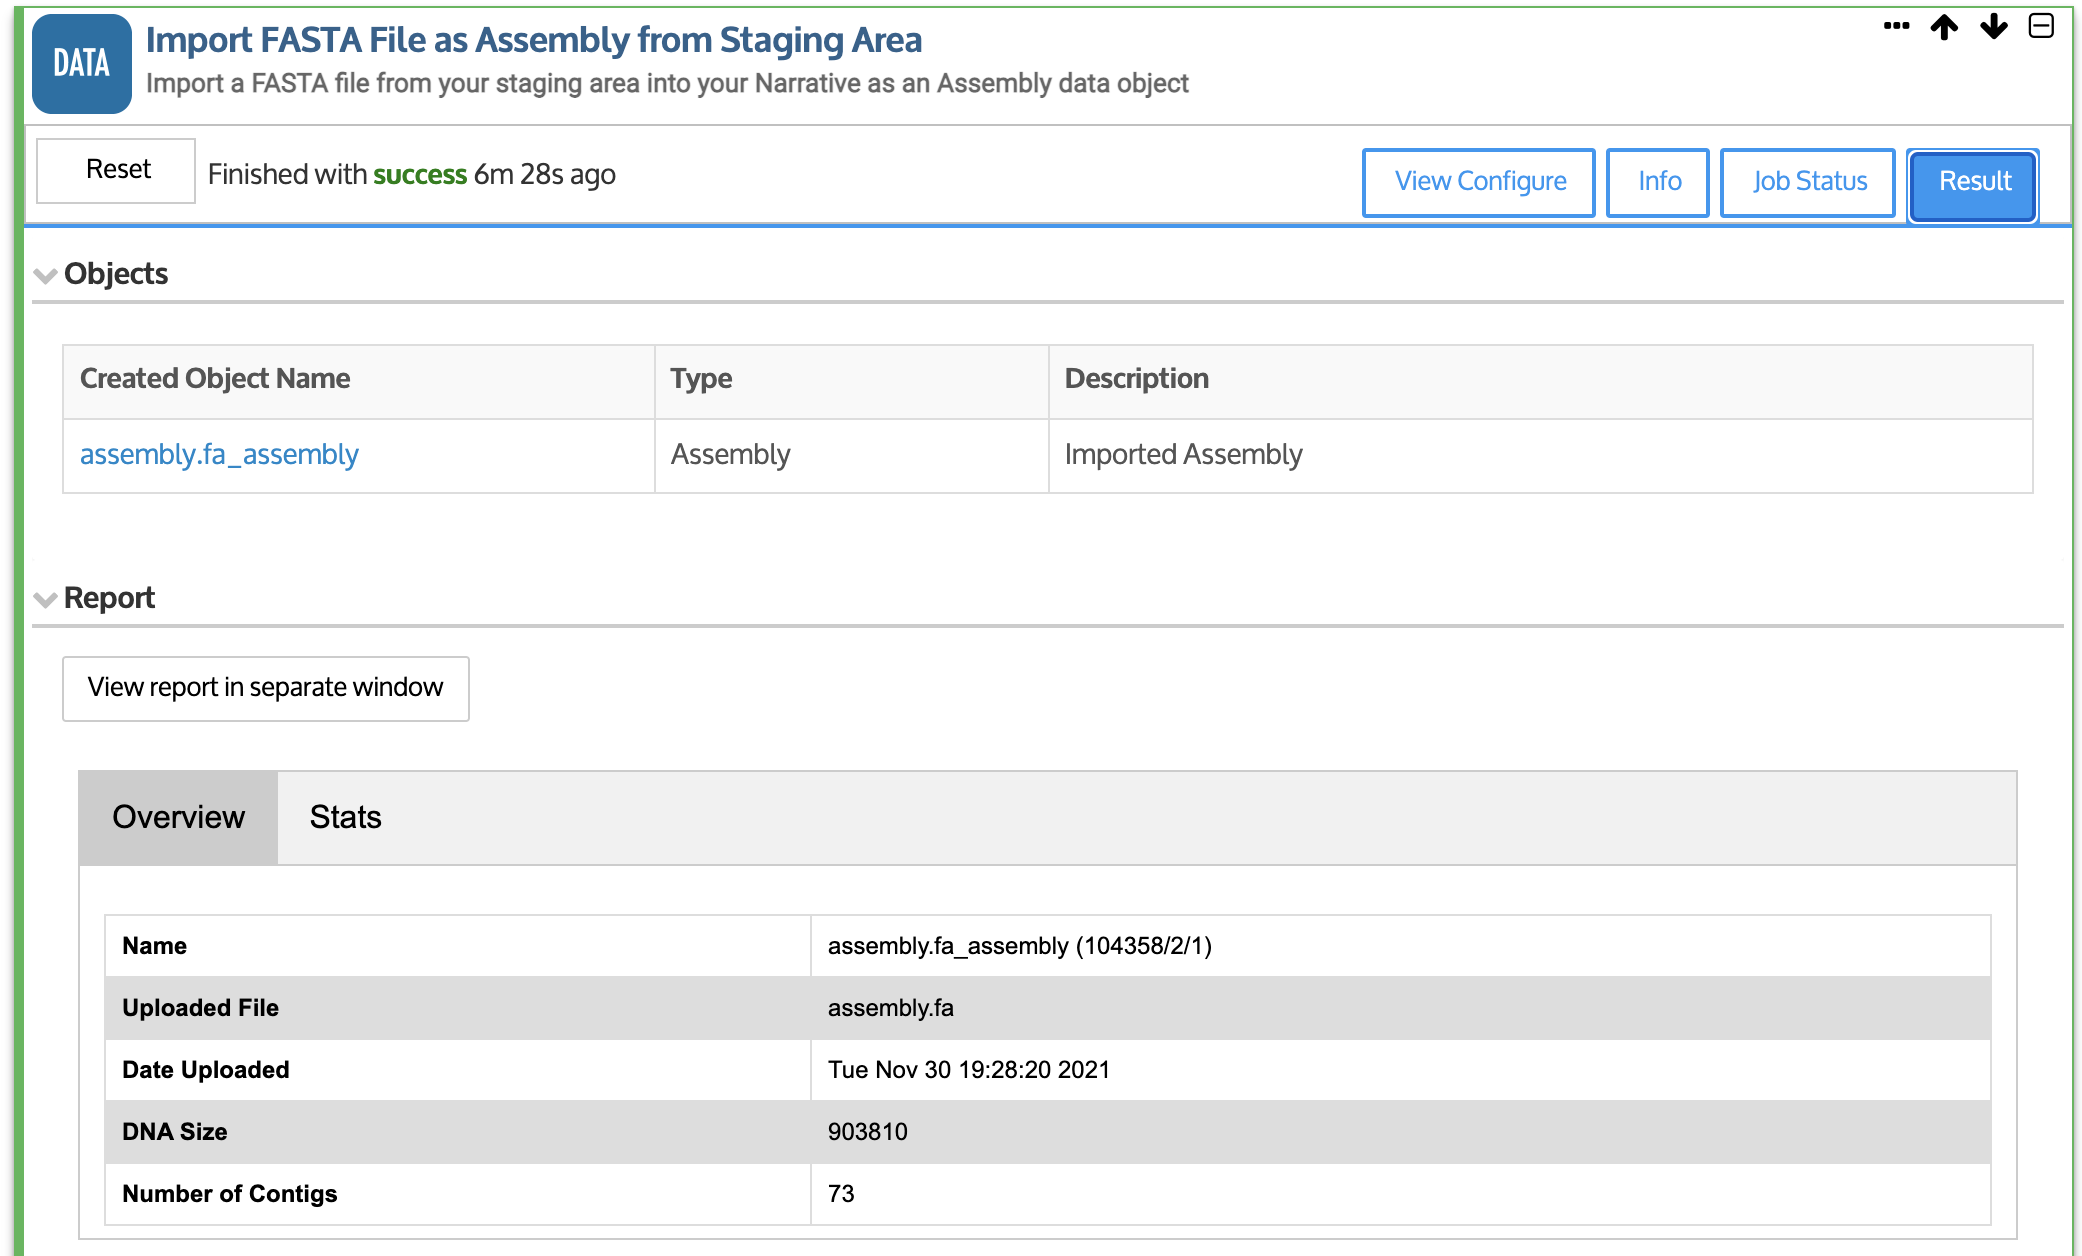 DATA
Import FASTA File as Assembly from Staging Area
Import a FASTA file from your staging area into your Narrative as an Assembly data object
Reset
Finished with success 6m 28s ago
View Configure
Info
Job Status
Result
Objects
Created Object Name
Type
Description
assembly.fa_assembly
Assembly
Imported Assembly
Report
View report in separate window
Overview
Stats
Name
assembly.fa_assembly (104358/2/1)
Uploaded File
assembly.fa
Date Uploaded
Tue Nov 30 19:28:20 2021
DNA Size
903810
Number of Contigs
73